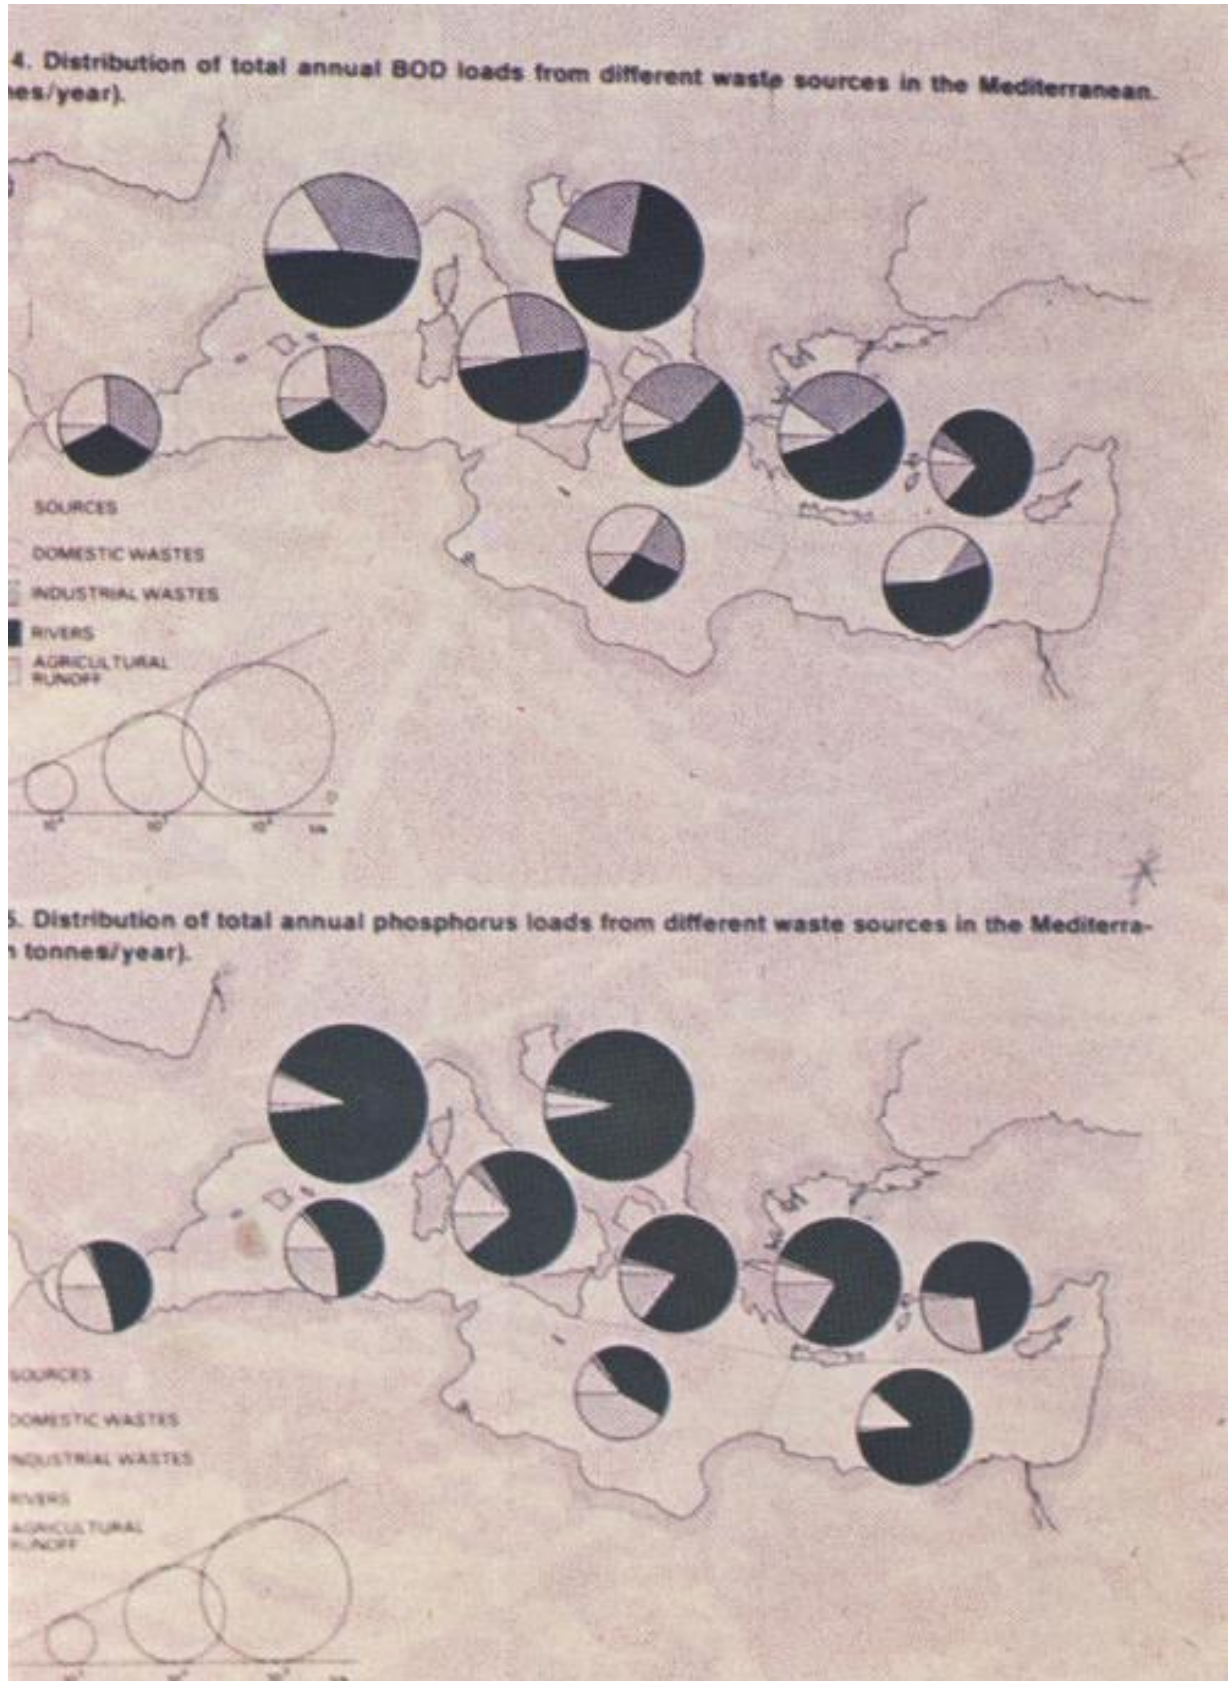 4. Distribution of total annual BOD loads from different waste sources in the Mediterranean.
es/year).
SOURCES
DOMESTIC WASTES
INDUSTRIAL WASTES
RIVERS
AGRICULTURAL
RUNOFF
5. Distribution of total annual phosphorus loads from different waste sources in the Mediterra-
tonnes/year).
SOURCES
DOMESTIC WASTES
INDUSTRIAL WASTES
RIVERS
AGRICULTURAL
RUNOFF